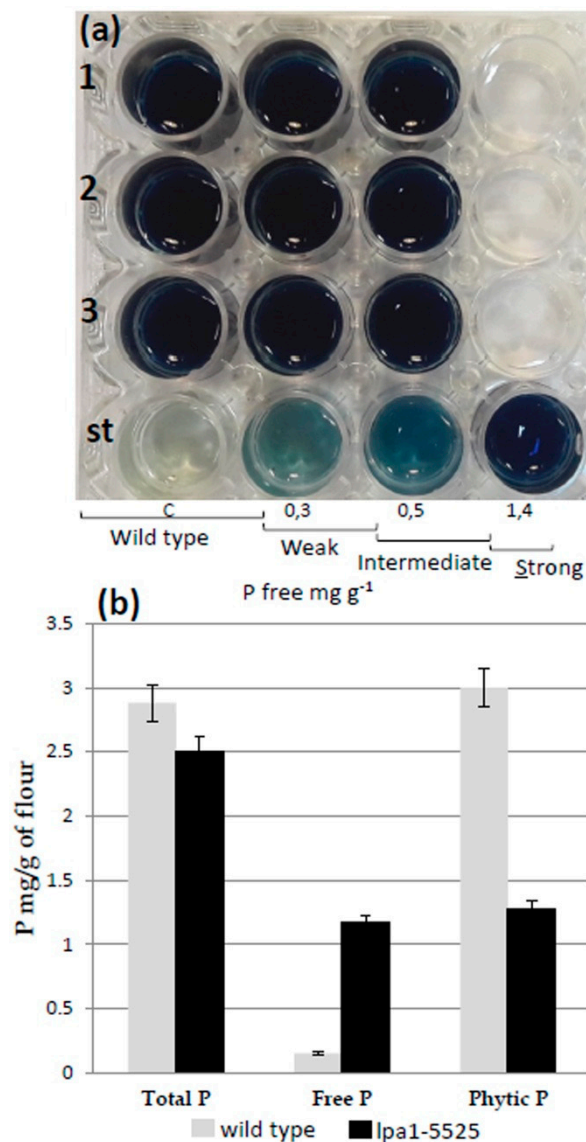 (a)
1
2
3
st
C 0,3 0,5 1,4
Wild type Weak Intermediate Strong
P free mg g⁻¹
(b)
3.5
3
2.5
2
1.5
1
0.5
0
P mg/g of flour
Total P Free P Phytic P
wild type lpa1-5525